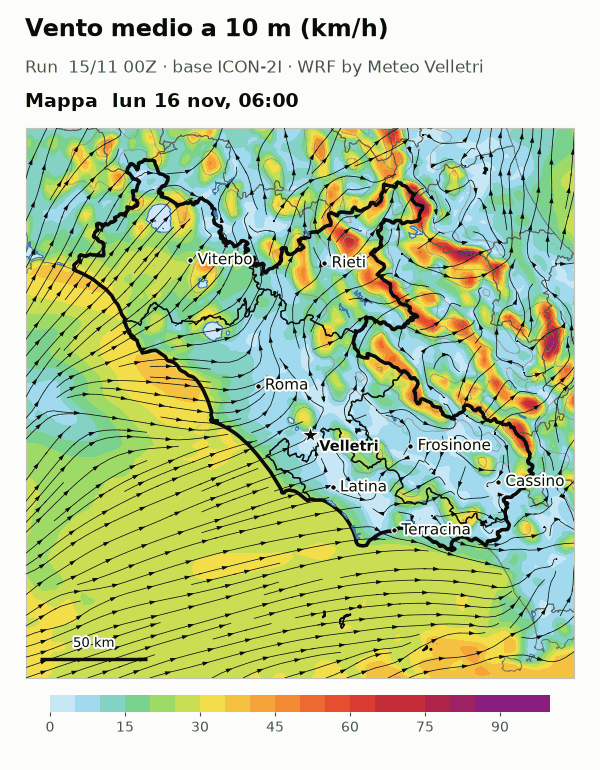 Vento medio a 10 m (km/h)
Run 15/11 00Z · base ICON-2I · WRF by Meteo Velletri
Mappa lun 16 nov, 06:00
Viterbo
Rieti
Roma
Velletri
Frosinone
Cassino
Latina
Terracina
50 km
0 15 30 45 60 75 90